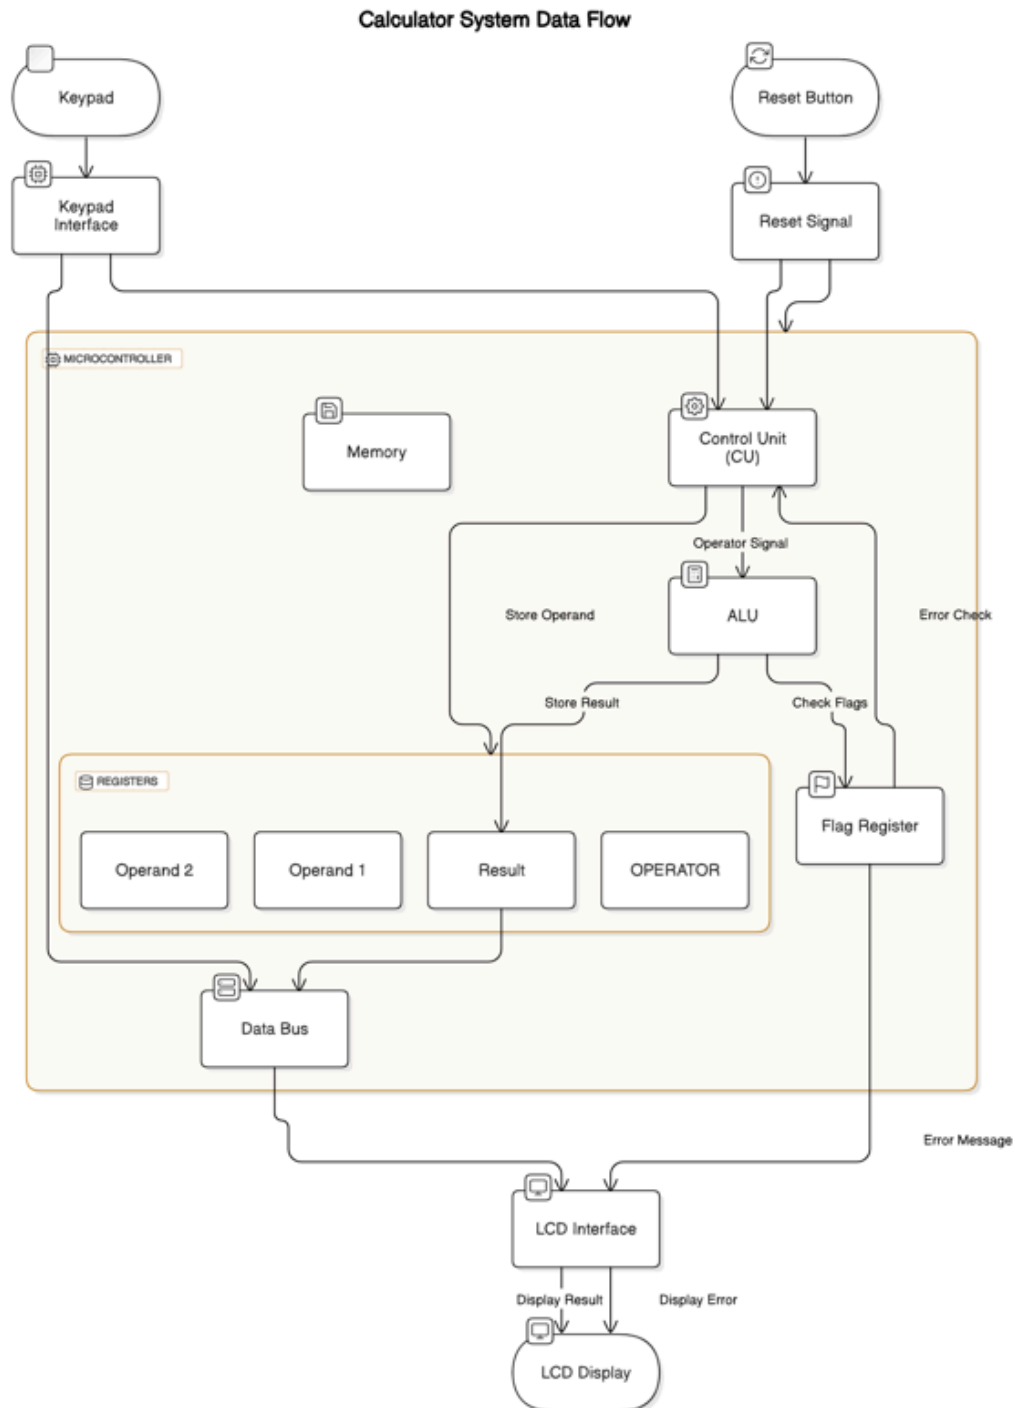 Calculator System Data Flow
Keypad
Reset Button
Keypad
Interface
Reset Signal
MICROCONTROLLER
Memory
Control Unit
(CU)
Operator Signal
Store Operand
ALU
Error Check
Store Result
Check Flags
REGISTERS
Operand 2
Operand 1
Result
OPERATOR
Flag Register
Data Bus
Error Message
LCD Interface
Display Result
Display Error
LCD Display